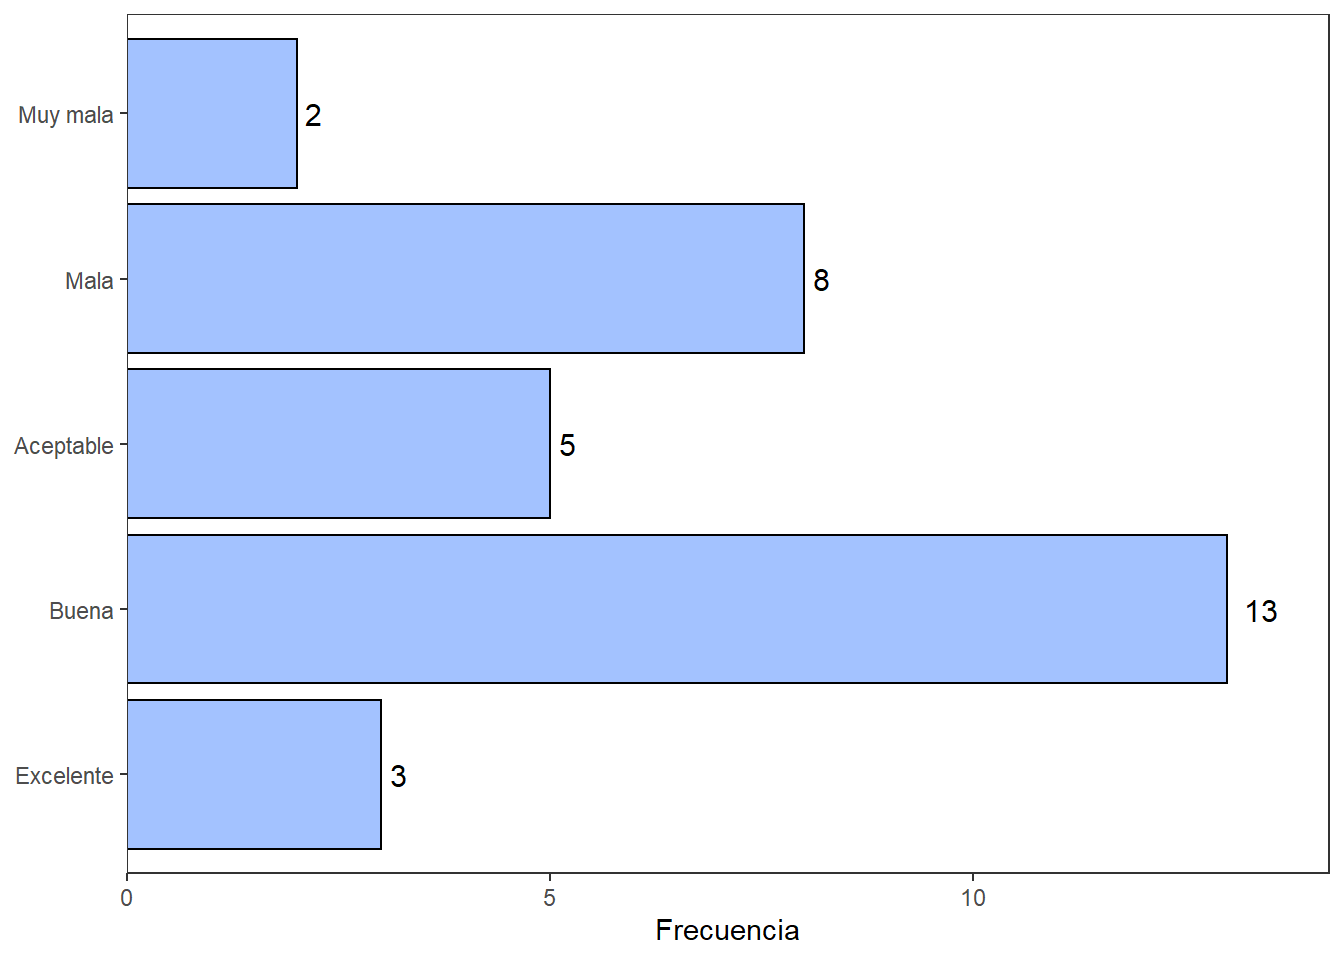 Muy mala 2
Mala 8
Aceptable 5
Buena 13
Excelente 3
0 5 10
Frecuencia